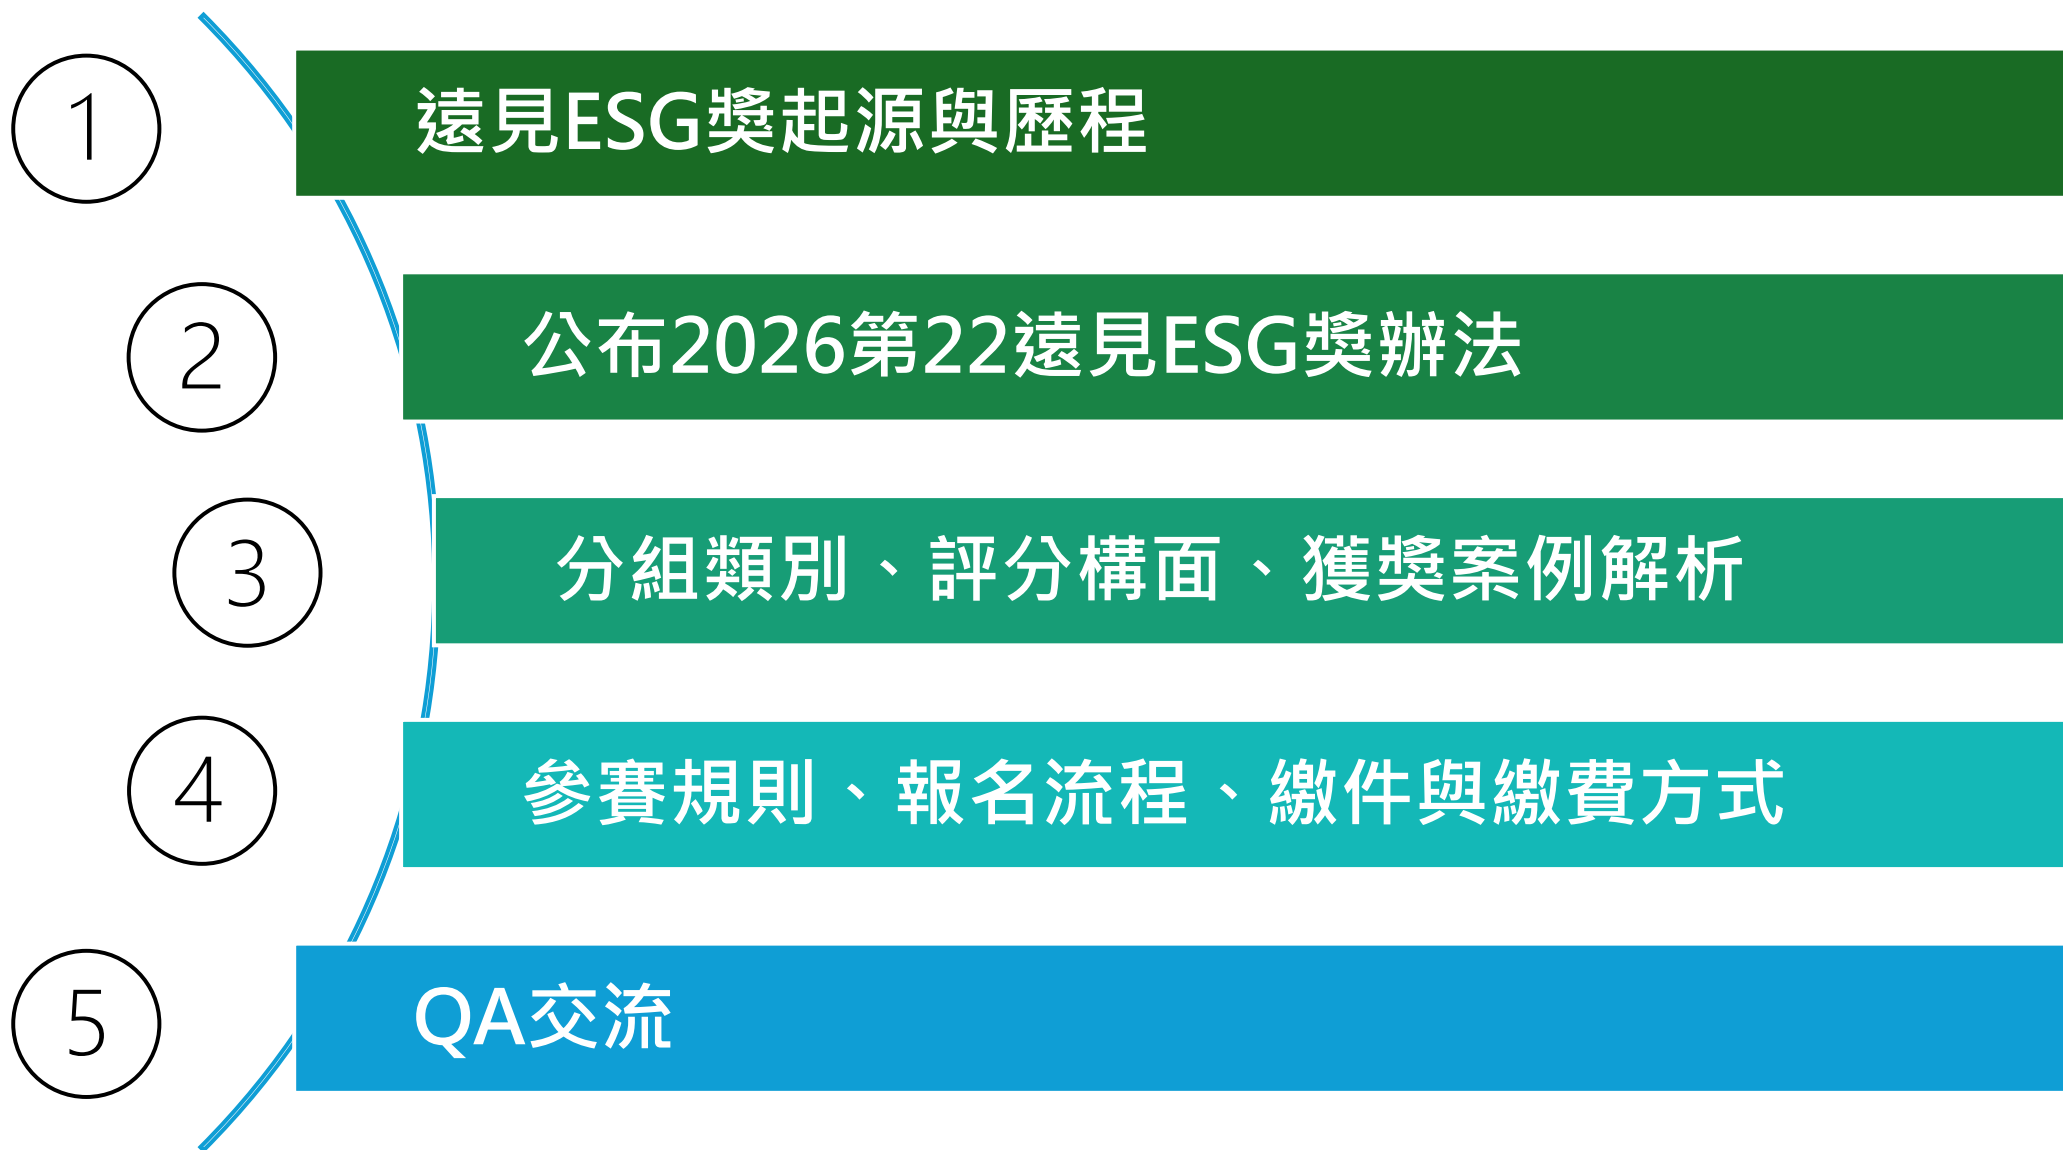 1
遠見ESG獎起源與歷程
2
公布2026第22遠見ESG獎辦法
3
分組類別、評分構面、獲獎案例解析
4
參賽規則、報名流程、繳件與繳費方式
5
QA交流